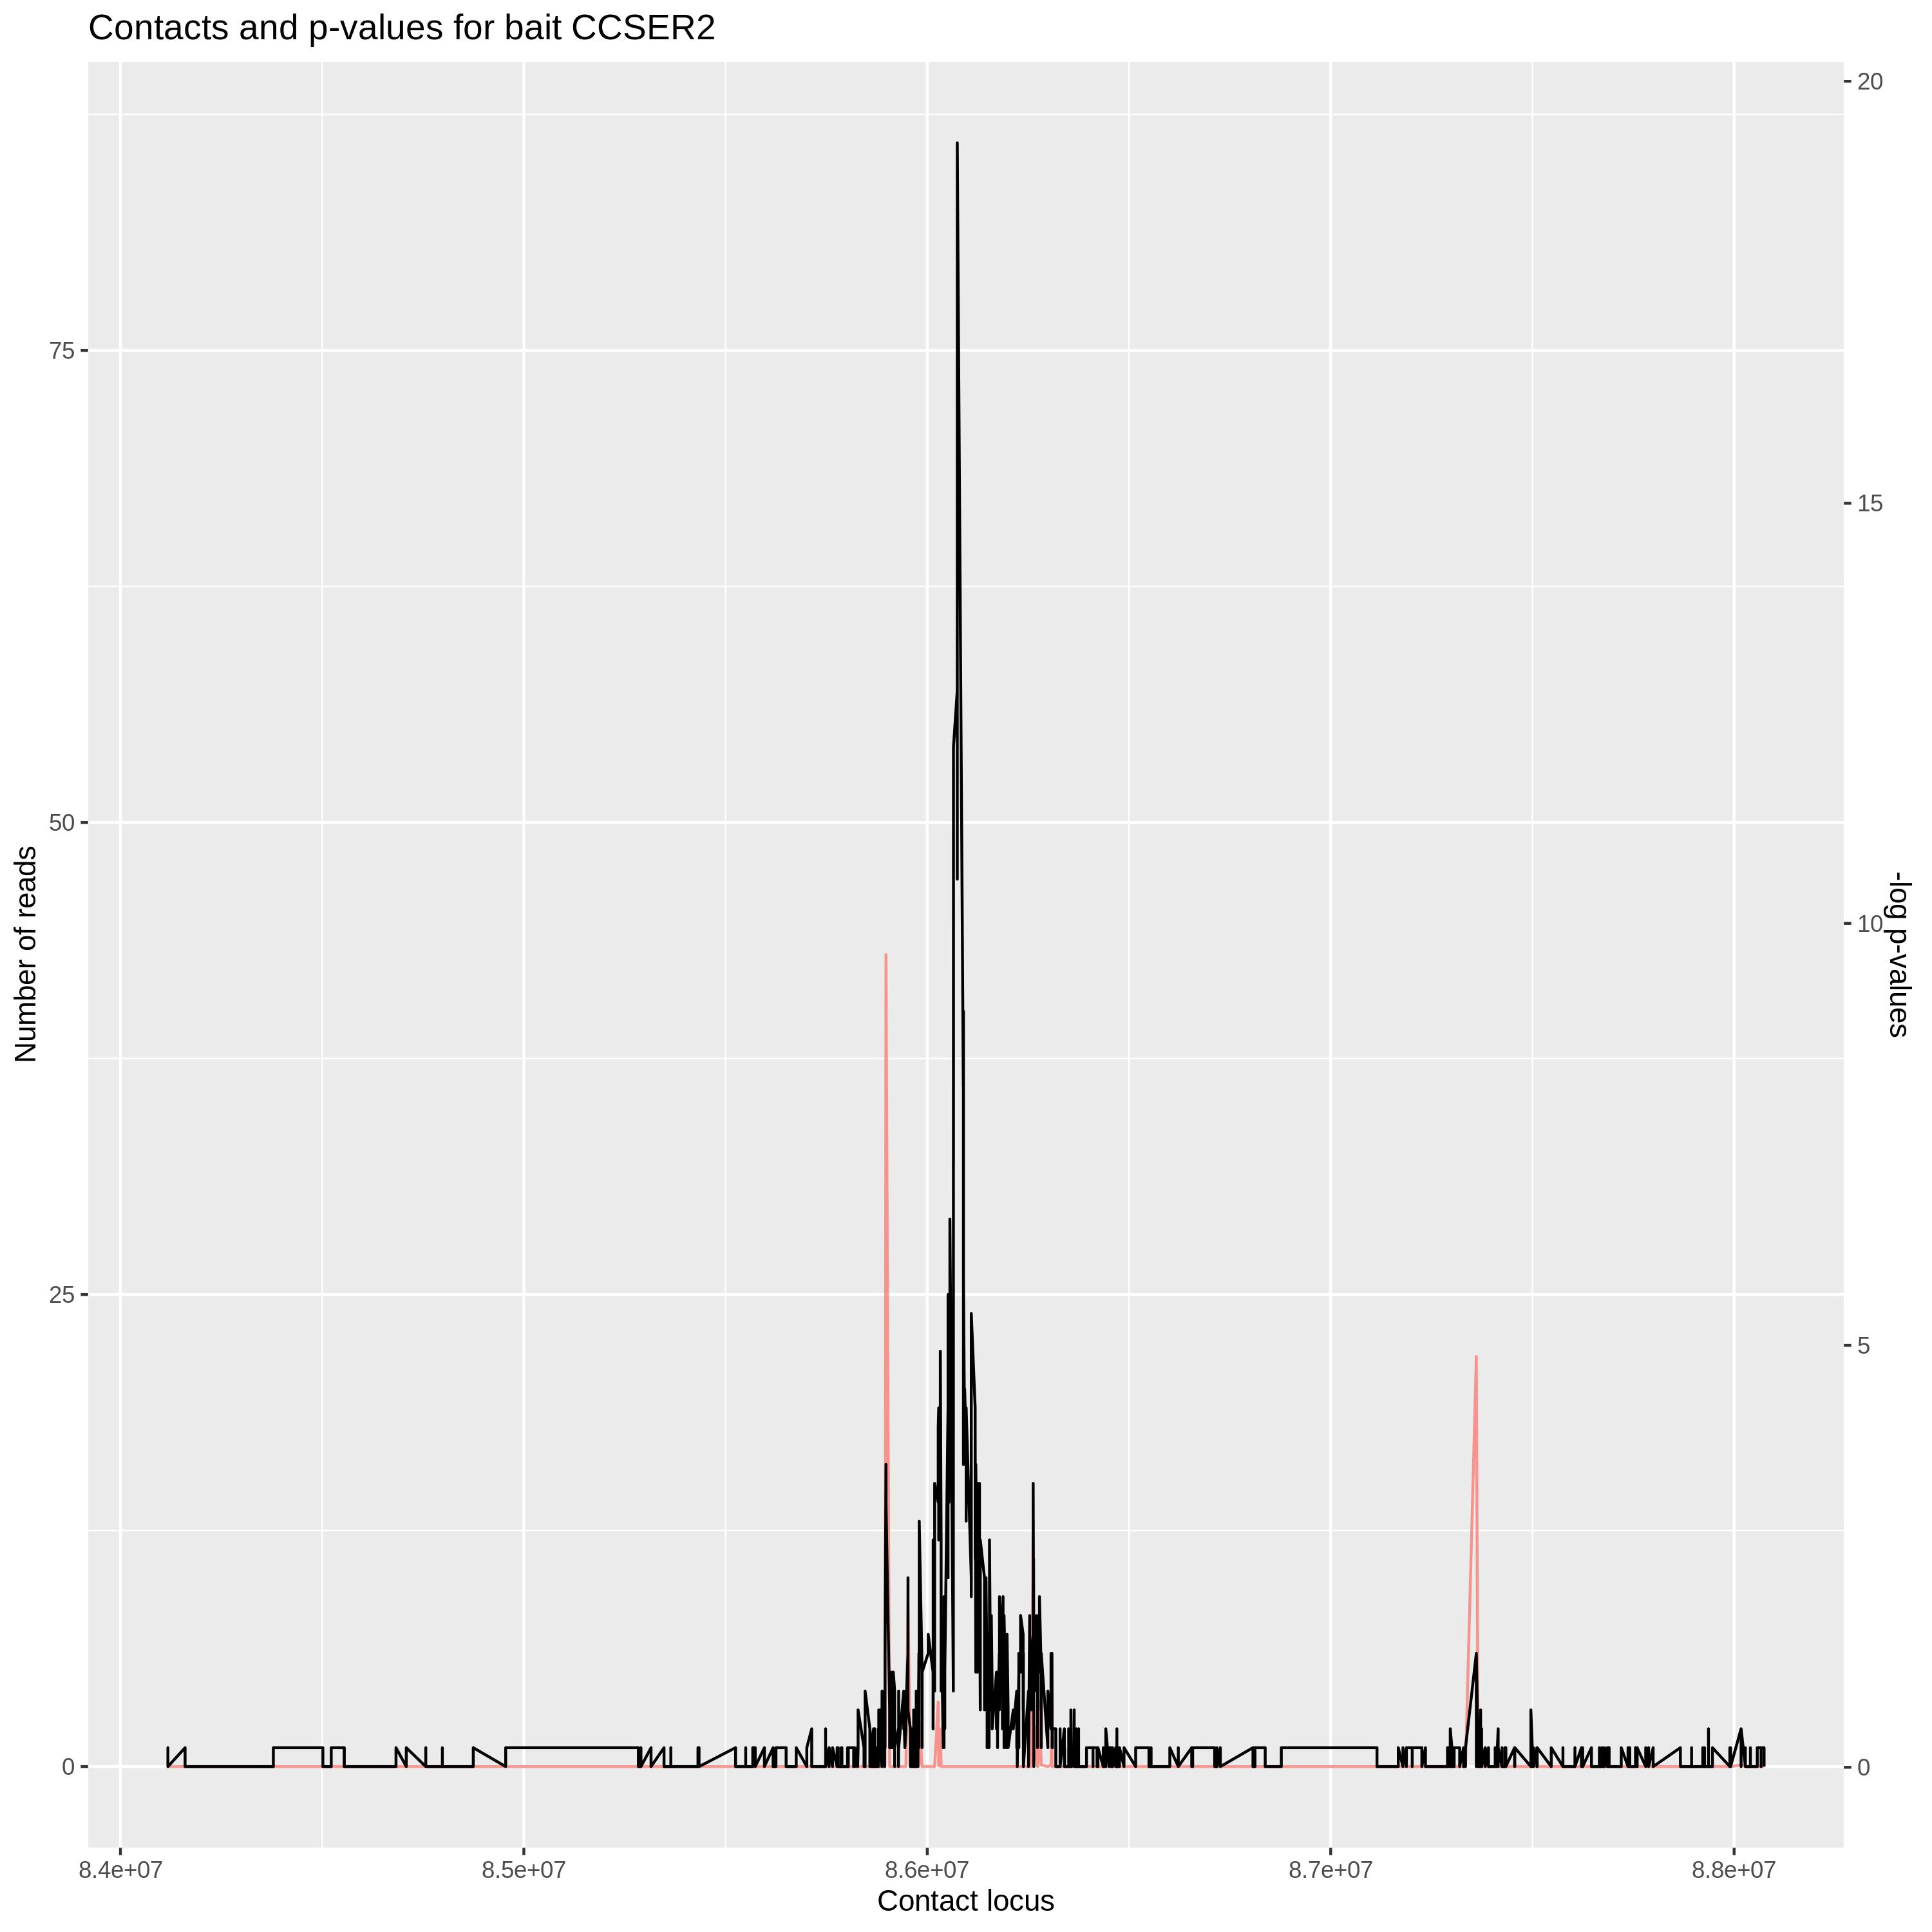 Contacts and p-values for bait CCSER2
20
75
15
50
10
25
5
0
0
Number of reads
-log p-values
8.4e+07 8.5e+07 8.6e+07 8.7e+07 8.8e+07
Contact locus